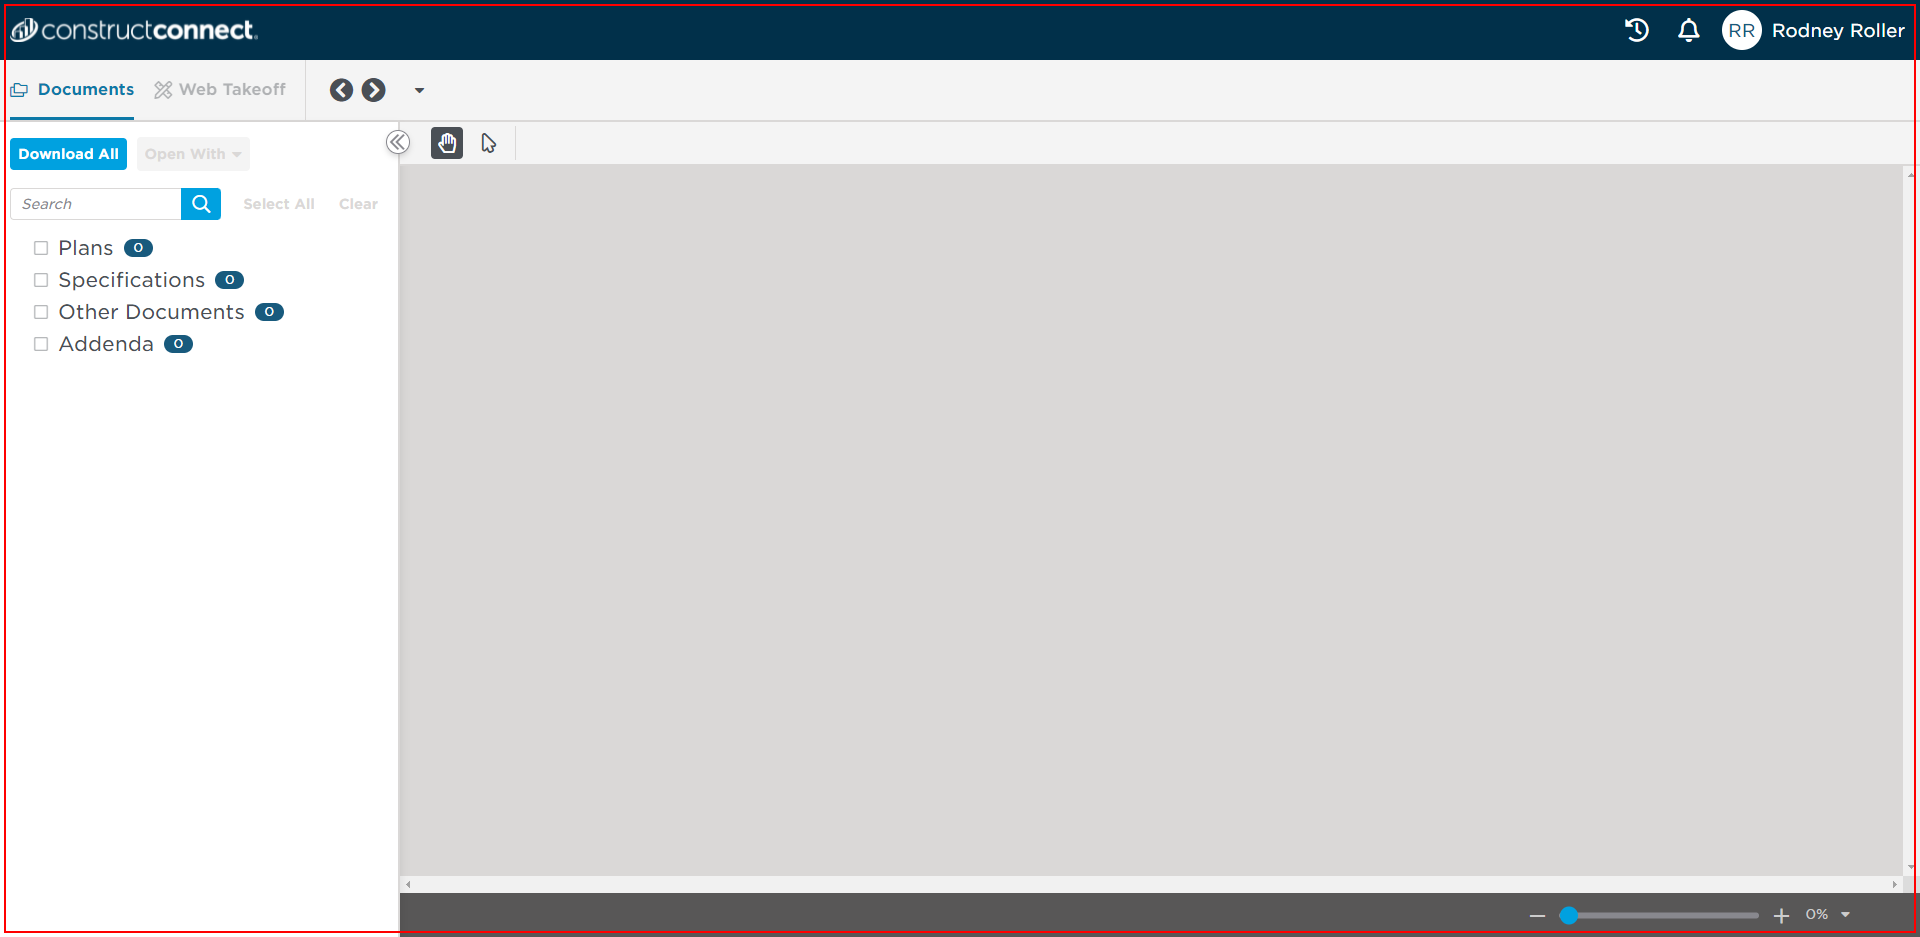 constructconnect.
RR Rodney Roller
Documents Web Takeoff
Download All Open With
Search Select All Clear
Plans 0
Specifications 0
Other Documents 0
Addenda 0
0%